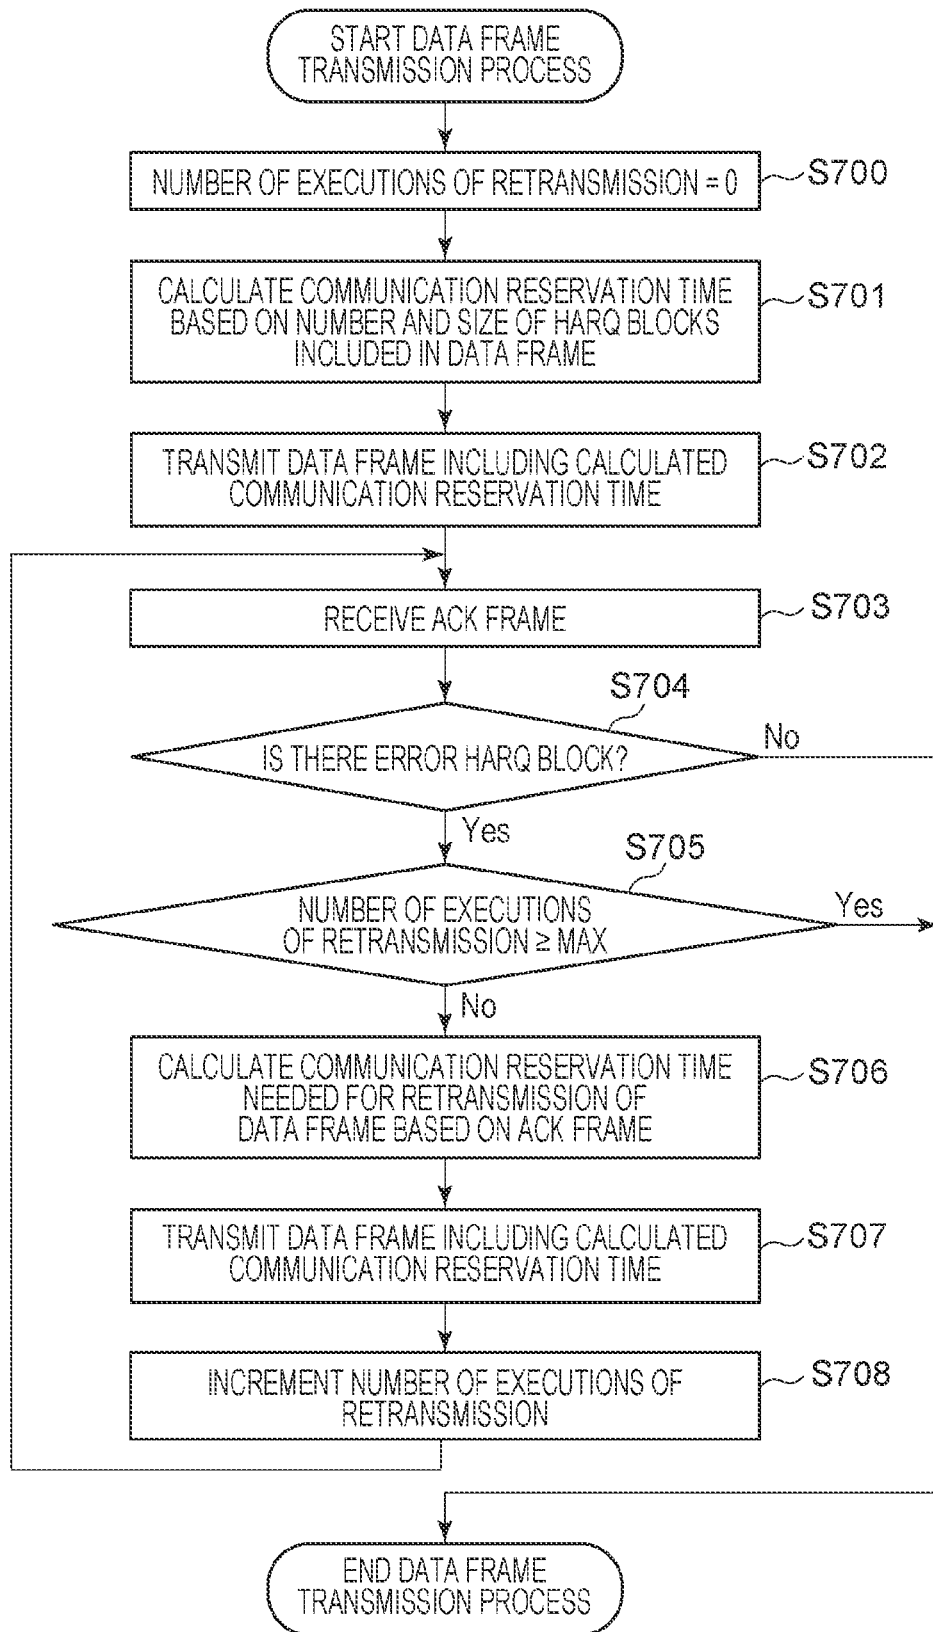 START DATA FRAME
TRANSMISSION PROCESS
NUMBER OF EXECUTIONS OF RETRANSMISSION = 0
S700
CALCULATE COMMUNICATION RESERVATION TIME
BASED ON NUMBER AND SIZE OF HARQ BLOCKS
INCLUDED IN DATA FRAME
S701
TRANSMIT DATA FRAME INCLUDING CALCULATED
COMMUNICATION RESERVATION TIME
S702
RECEIVE ACK FRAME
S703
S704
IS THERE ERROR HARQ BLOCK?
No
Yes
S705
NUMBER OF EXECUTIONS
OF RETRANSMISSION ≥ MAX
Yes
No
CALCULATE COMMUNICATION RESERVATION TIME
NEEDED FOR RETRANSMISSION OF
DATA FRAME BASED ON ACK FRAME
S706
TRANSMIT DATA FRAME INCLUDING CALCULATED
COMMUNICATION RESERVATION TIME
S707
INCREMENT NUMBER OF EXECUTIONS OF
RETRANSMISSION
S708
END DATA FRAME
TRANSMISSION PROCESS